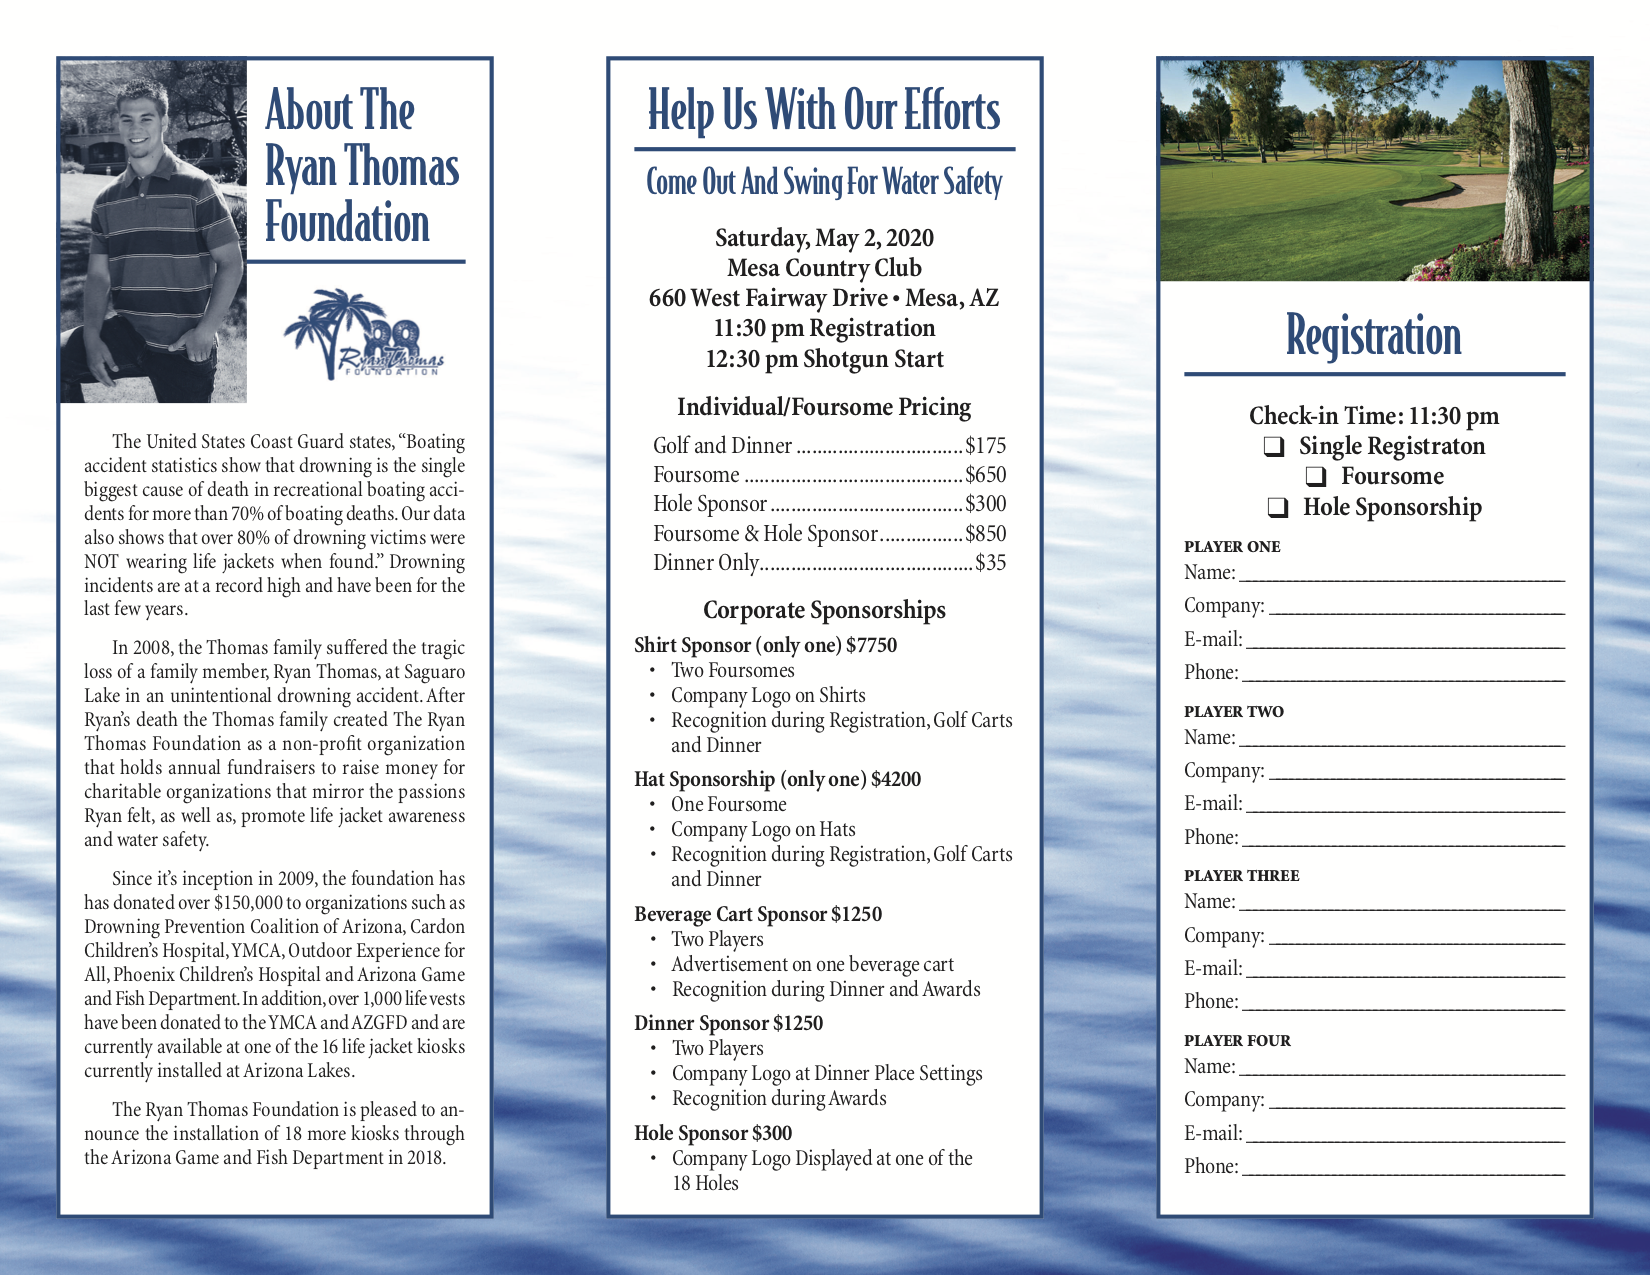 About The
Ryan Thomas
Foundation
88
Ryan Thomas
FOUNDATION
The United States Coast Guard states, “Boating
accident statistics show that drowning is the single
biggest cause of death in recreational boating acci-
dents for more than 70% of boating deaths. Our data
also shows that over 80% of drowning victims were
NOT wearing life jackets when found.” Drowning
incidents are at a record high and have been for the
last few years.
In 2008, the Thomas family suffered the tragic
loss of a family member, Ryan Thomas, at Saguaro
Lake in an unintentional drowning accident. After
Ryan’s death the Thomas family created The Ryan
Thomas Foundation as a non-profit organization
that holds annual fundraisers to raise money for
charitable organizations that mirror the passions
Ryan felt, as well as, promote life jacket awareness
and water safety.
Since it’s inception in 2009, the foundation has
has donated over $150,000 to organizations such as
Drowning Prevention Coalition of Arizona, Cardon
Children’s Hospital, YMCA, Outdoor Experience for
All, Phoenix Children’s Hospital and Arizona Game
and Fish Department. In addition, over 1,000 life vests
have been donated to the YMCA and AZGFD and are
currently available at one of the 16 life jacket kiosks
currently installed at Arizona Lakes.
The Ryan Thomas Foundation is pleased to an-
nounce the installation of 18 more kiosks through
the Arizona Game and Fish Department in 2018.
Help Us With Our Efforts
Come Out And Swing For Water Safety
Saturday, May 2, 2020
Mesa Country Club
660 West Fairway Drive • Mesa, AZ
11:30 pm Registration
12:30 pm Shotgun Start
Individual/Foursome Pricing
Golf and Dinner ................................ $175
Foursome .......................................... $650
Hole Sponsor ..................................... $300
Foursome & Hole Sponsor ................ $850
Dinner Only ......................................... $35
Corporate Sponsorships
Shirt Sponsor (only one) $7750
• Two Foursomes
• Company Logo on Shirts
• Recognition during Registration, Golf Carts
and Dinner
Hat Sponsorship (only one) $4200
• One Foursome
• Company Logo on Hats
• Recognition during Registration, Golf Carts
and Dinner
Beverage Cart Sponsor $1250
• Two Players
• Advertisement on one beverage cart
• Recognition during Dinner and Awards
Dinner Sponsor $1250
• Two Players
• Company Logo at Dinner Place Settings
• Recognition during Awards
Hole Sponsor $300
• Company Logo Displayed at one of the
18 Holes
Registration
Check-in Time: 11:30 pm
❑ Single Registraton
❑ Foursome
❑ Hole Sponsorship
PLAYER ONE
Name:
Company:
E-mail:
Phone:
PLAYER TWO
Name:
Company:
E-mail:
Phone:
PLAYER THREE
Name:
Company:
E-mail:
Phone:
PLAYER FOUR
Name:
Company:
E-mail:
Phone: